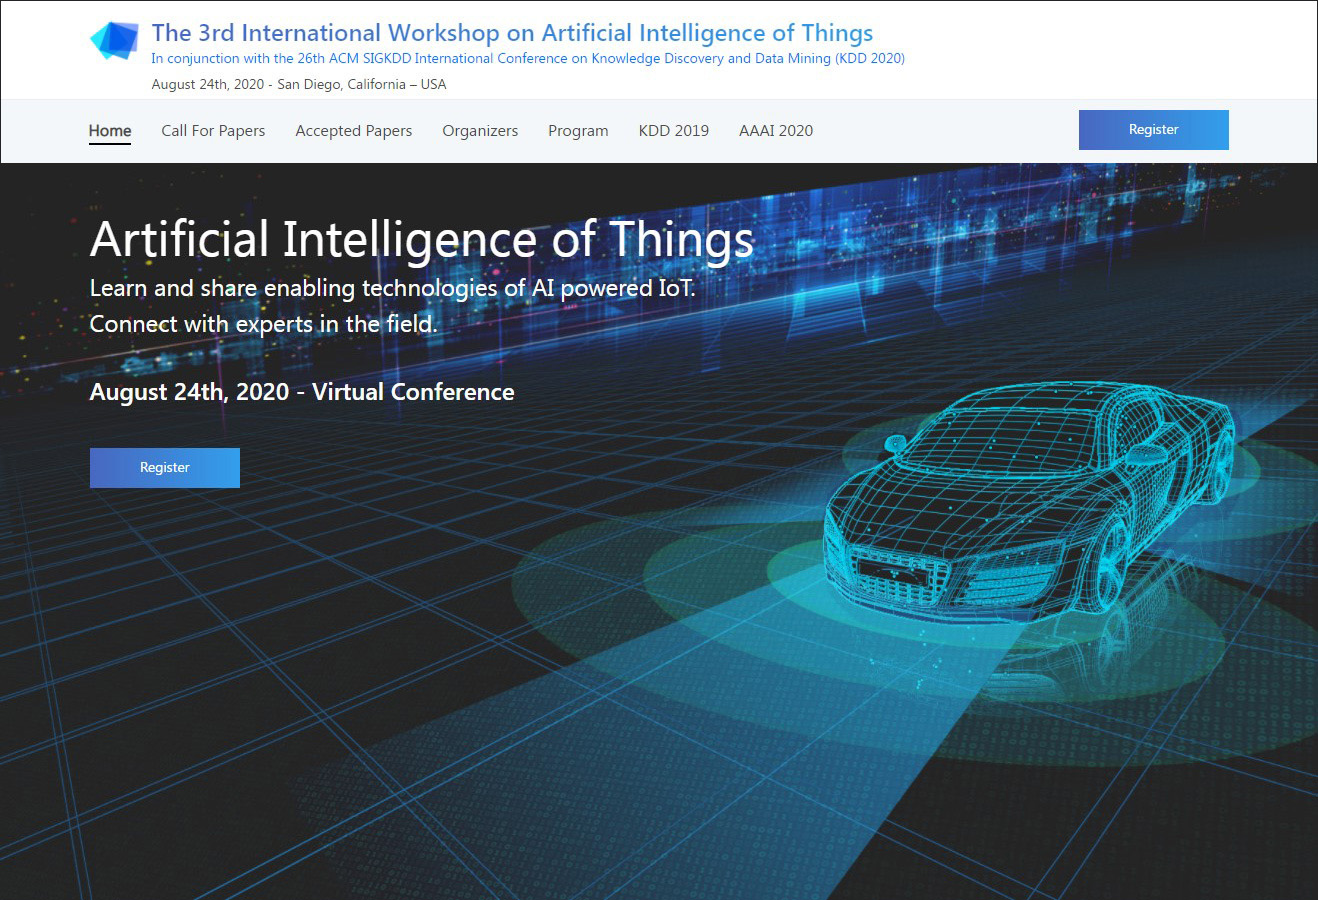 The 3rd International Workshop on Artificial Intelligence of Things
In conjunction with the 26th ACM SIGKDD International Conference on Knowledge Discovery and Data Mining (KDD 2020)
August 24th, 2020 - San Diego, California – USA
Home
Call For Papers
Accepted Papers
Organizers
Program
KDD 2019
AAAI 2020
Register
Artificial Intelligence of Things
Learn and share enabling technologies of AI powered IoT.
Connect with experts in the field.
August 24th, 2020 - Virtual Conference
Register